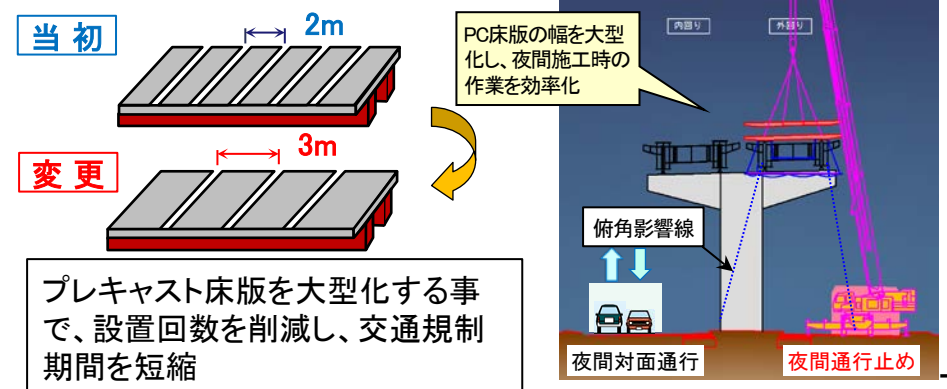 当 初
2m
変 更
3m
プレキャスト床版を大型化する事
で、設置回数を削減し、交通規制
期間を短縮
PC床版の幅を大型
化し、夜間施工時の
作業を効率化
内回り
外回り
俯角影響線
夜間対面通行
夜間通行止め